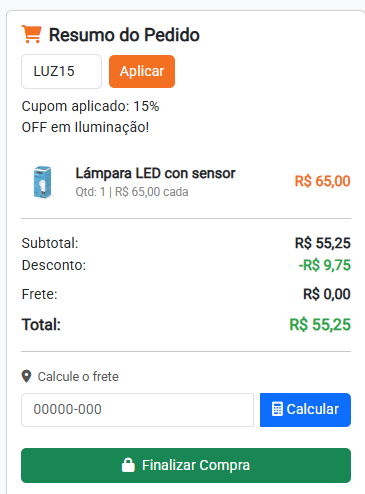 Resumo do Pedido
LUZ15 Aplicar
Cupom aplicado: 15%
OFF em Iluminação!
Lámpara LED con sensor R$ 65,00
Qtd: 1 | R$ 65,00 cada
Subtotal: R$ 55,25
Desconto: -R$ 9,75
Frete: R$ 0,00
Total: R$ 55,25
Calcule o frete
00000-000 Calcular
Finalizar Compra